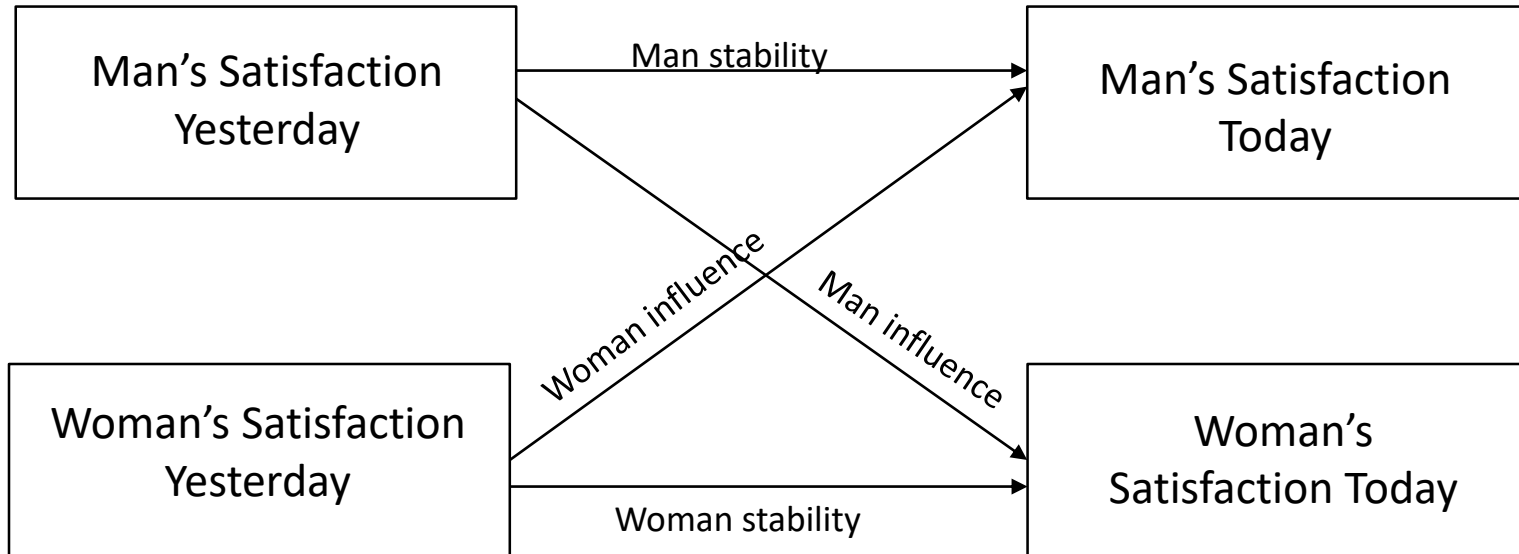 Man’s Satisfaction
Yesterday
Man stability
Man’s Satisfaction
Today
Woman influence
Man influence
Woman’s Satisfaction
Yesterday
Woman stability
Woman’s
Satisfaction Today